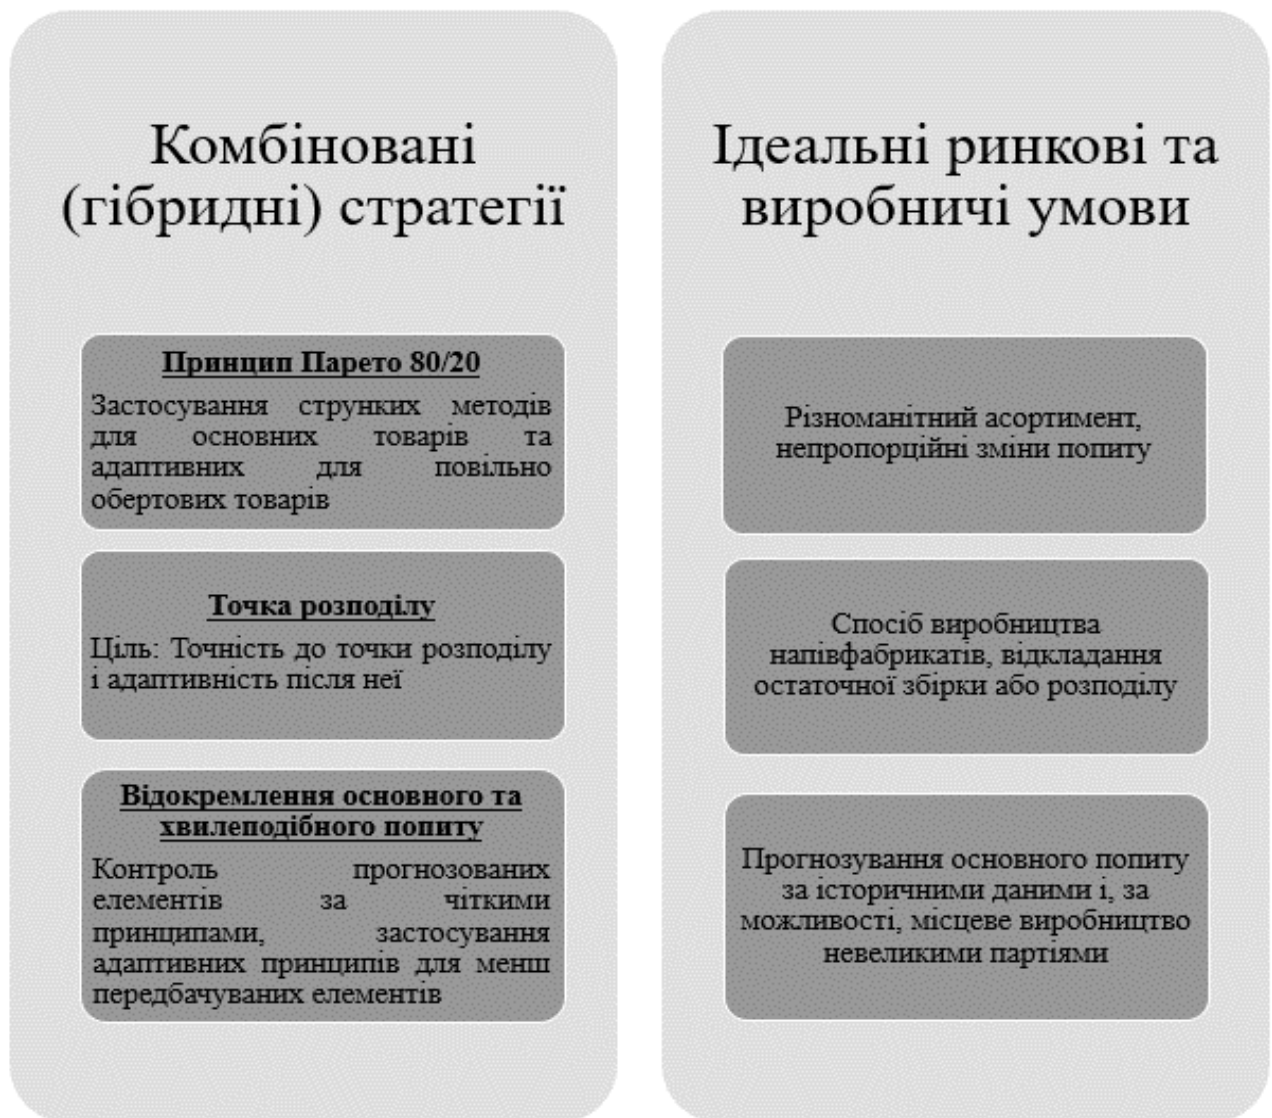 Комбіновані
(гібридні) стратегії
Принцип Парето 80/20
Застосування струнких методів
для основних товарів та
адаптивних для повільно
обертових товарів
Точка розподілу
Ціль: Точність до точки розподілу
і адаптивність після неї
Відокремлення основного та
хвилеподібного попиту
Контроль прогнозованих
елементів за чіткими
принципами, застосування
адаптивних принципів для менш
передбачуваних елементів
Ідеальні ринкові та
виробничі умови
Різноманітний асортимент,
непропорційні зміни попиту
Спосіб виробництва
напівфабрикатів, відкладання
остаточної збірки або розподілу
Прогнозування основного попиту
за історичними даними і, за
можливості, місцеве виробництво
невеликими партіями